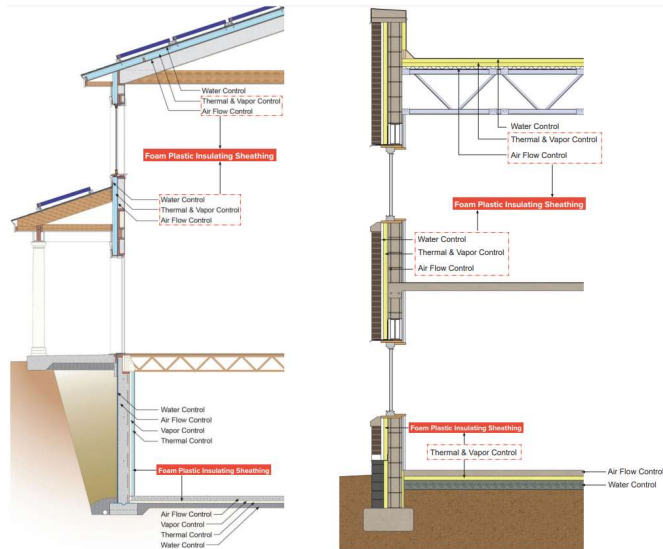 Water Control
Thermal & Vapor Control
Air Flow Control
Foam Plastic Insulating Sheathing
Water Control
Thermal & Vapor Control
Air Flow Control
Water Control
Air Flow Control
Vapor Control
Thermal Control
Foam Plastic Insulating Sheathing
Air Flow Control
Vapor Control
Thermal Control
Water Control
Water Control
Thermal & Vapor Control
Air Flow Control
Foam Plastic Insulating Sheathing
Water Control
Thermal & Vapor Control
Air Flow Control
Foam Plastic Insulating Sheathing
Thermal & Vapor Control
Air Flow Control
Water Control